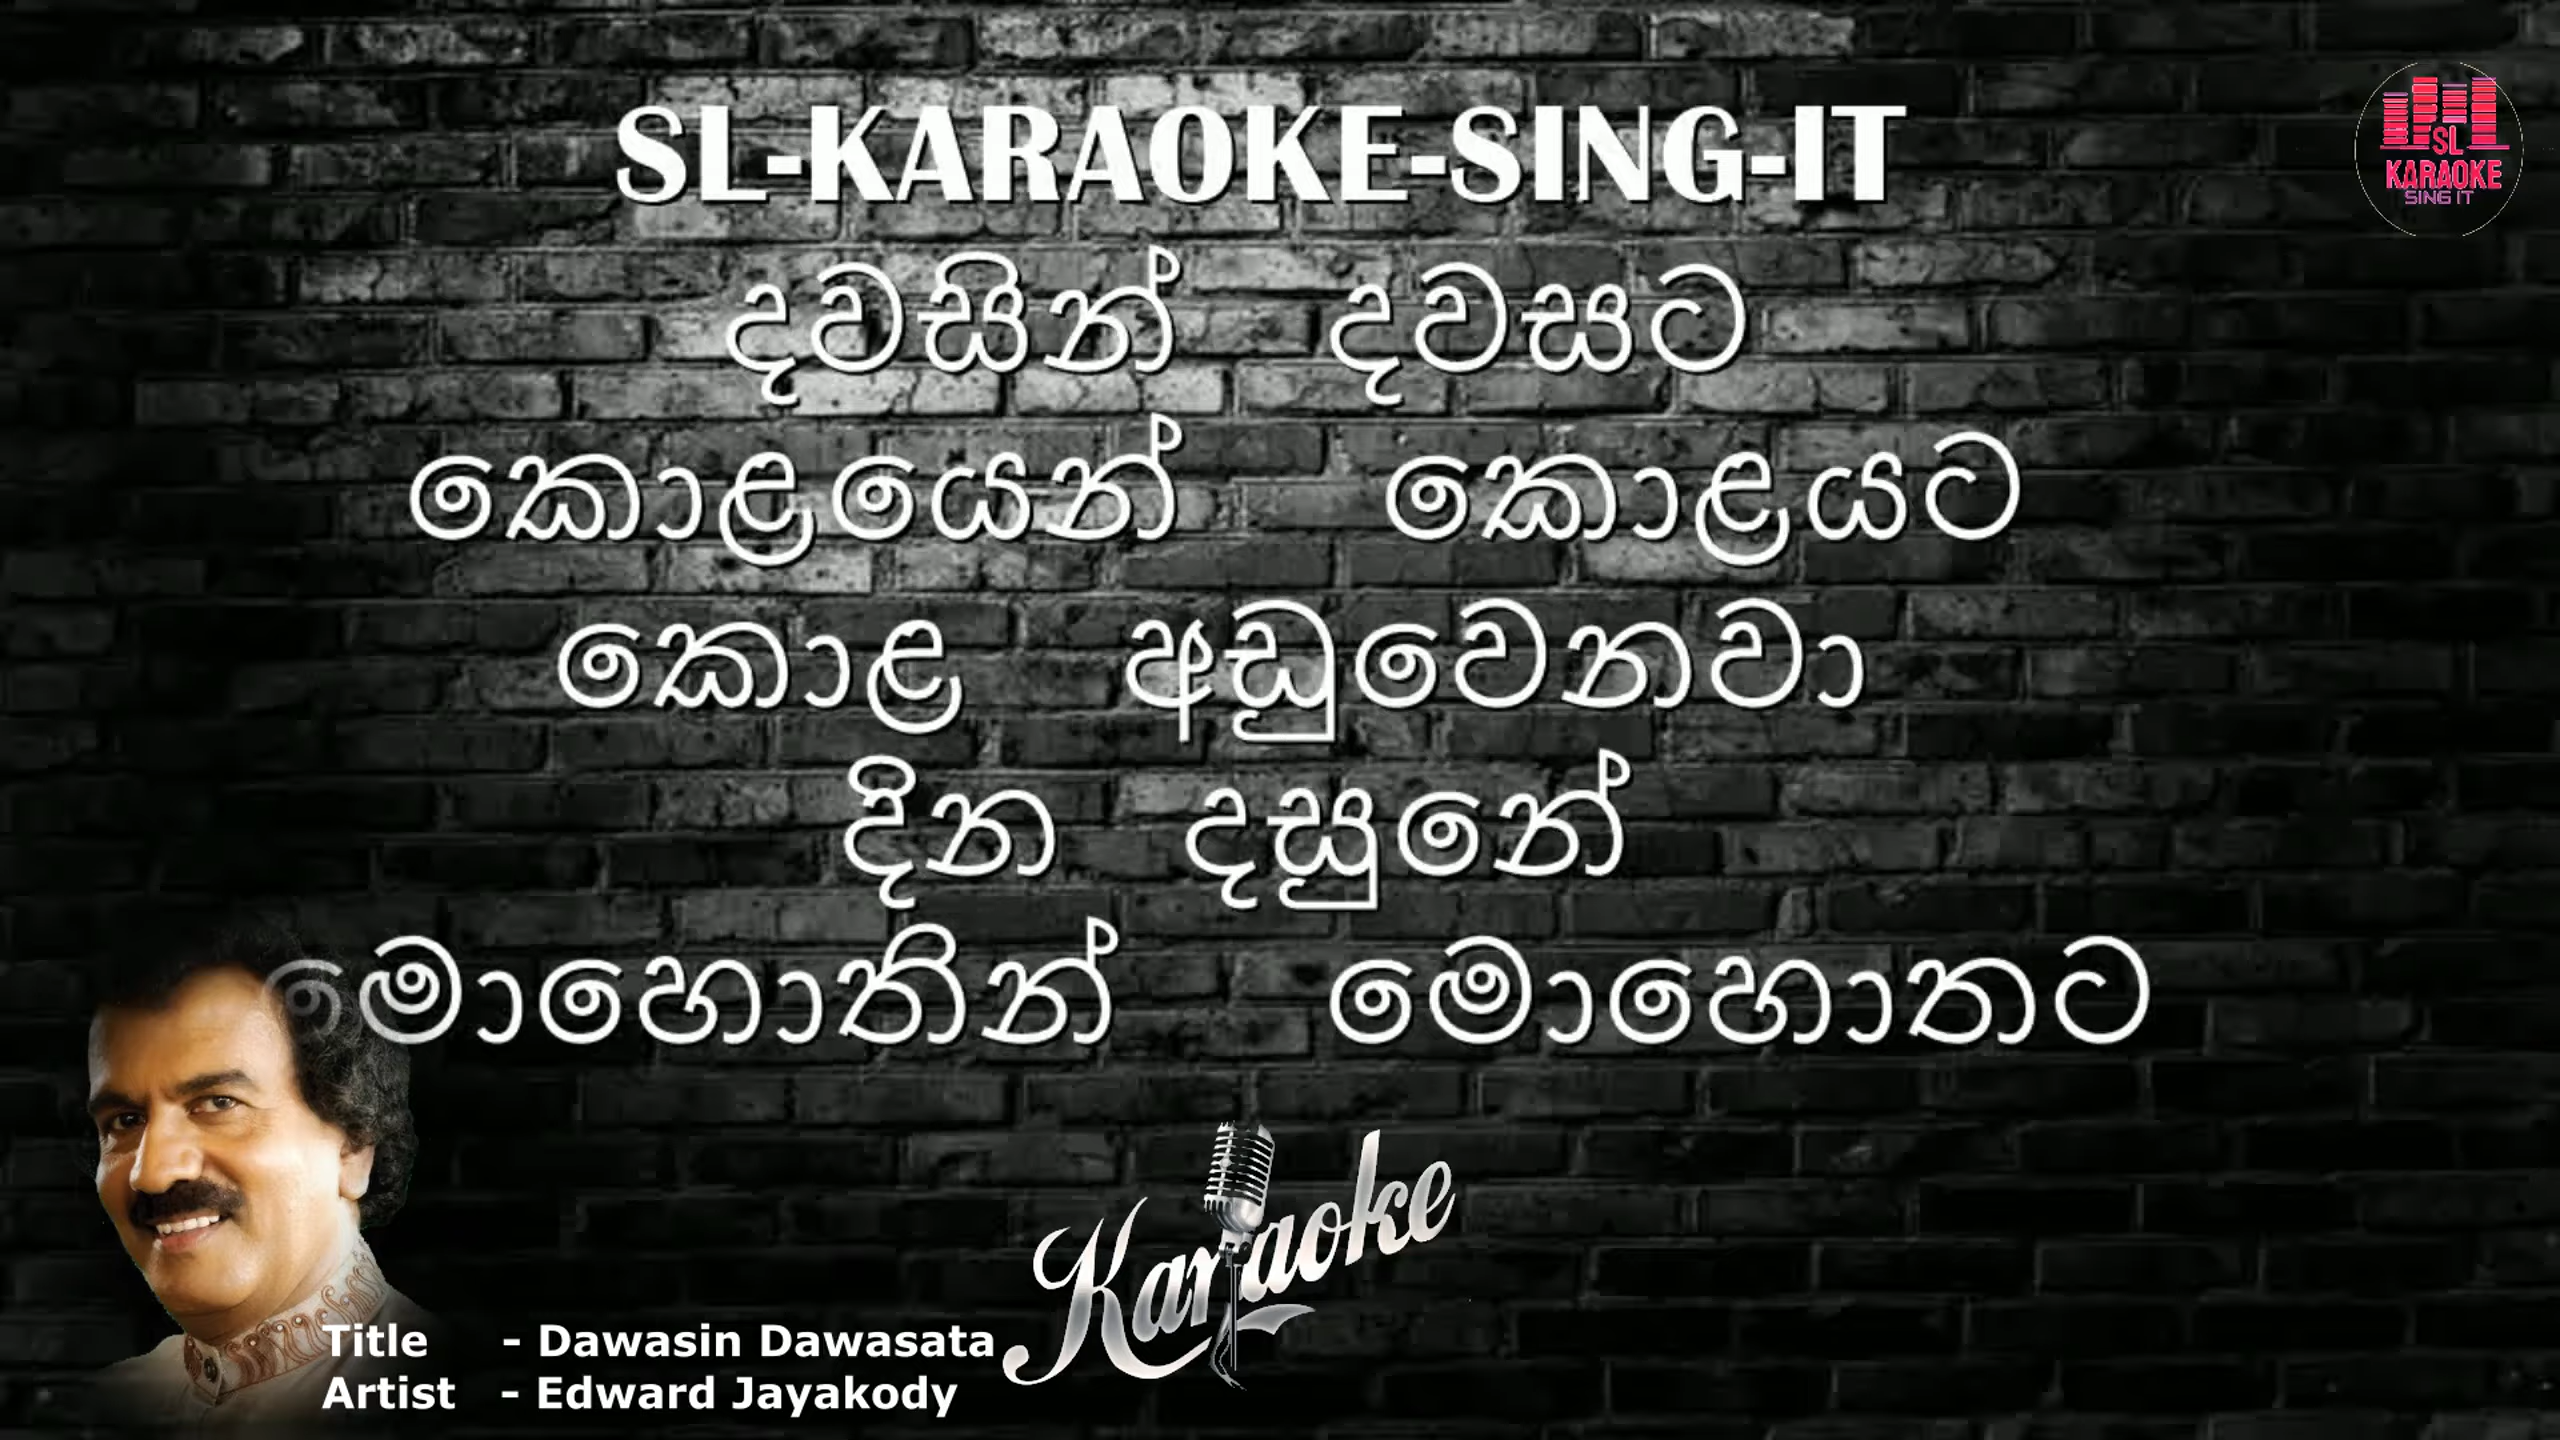 SL-KARAOKE-SING-IT
SL
KARAOKE
SING IT
දවසින් දවසට
කොළයෙන් කොළයට
කොළ අඩුවෙනවා
දින දසුනේ
මොහොතින් මොහොතට
Karaoke
Title - Dawasin Dawasata
Artist - Edward Jayakody